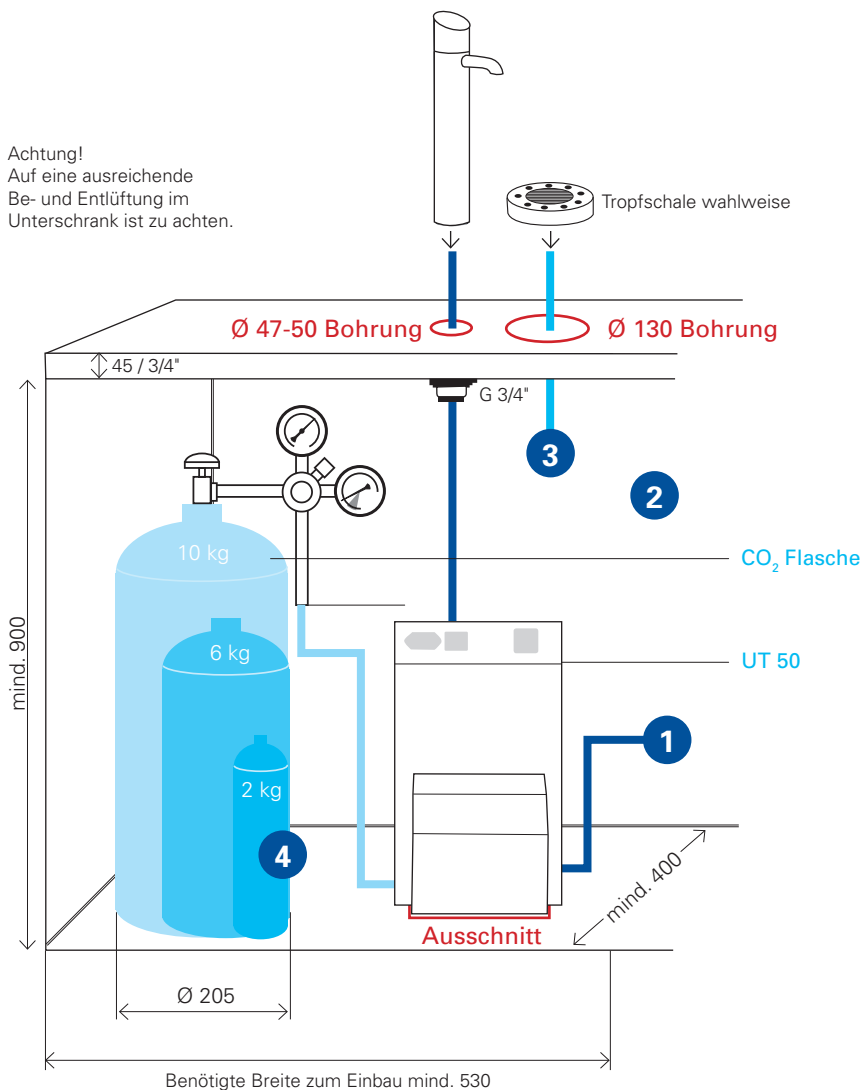 Achtung!
Auf eine ausreichende
Be- und Entlüftung im
Unterschrank ist zu achten.
Tropfschale wahlweise
Ø 47-50 Bohrung
Ø 130 Bohrung
45 / 3/4"
G 3/4"
3
2
10 kg
CO₂ Flasche
mind. 900
6 kg
UT 50
1
2 kg
4
mind. 400
Ausschnitt
Ø 205
Benötigte Breite zum Einbau mind. 530